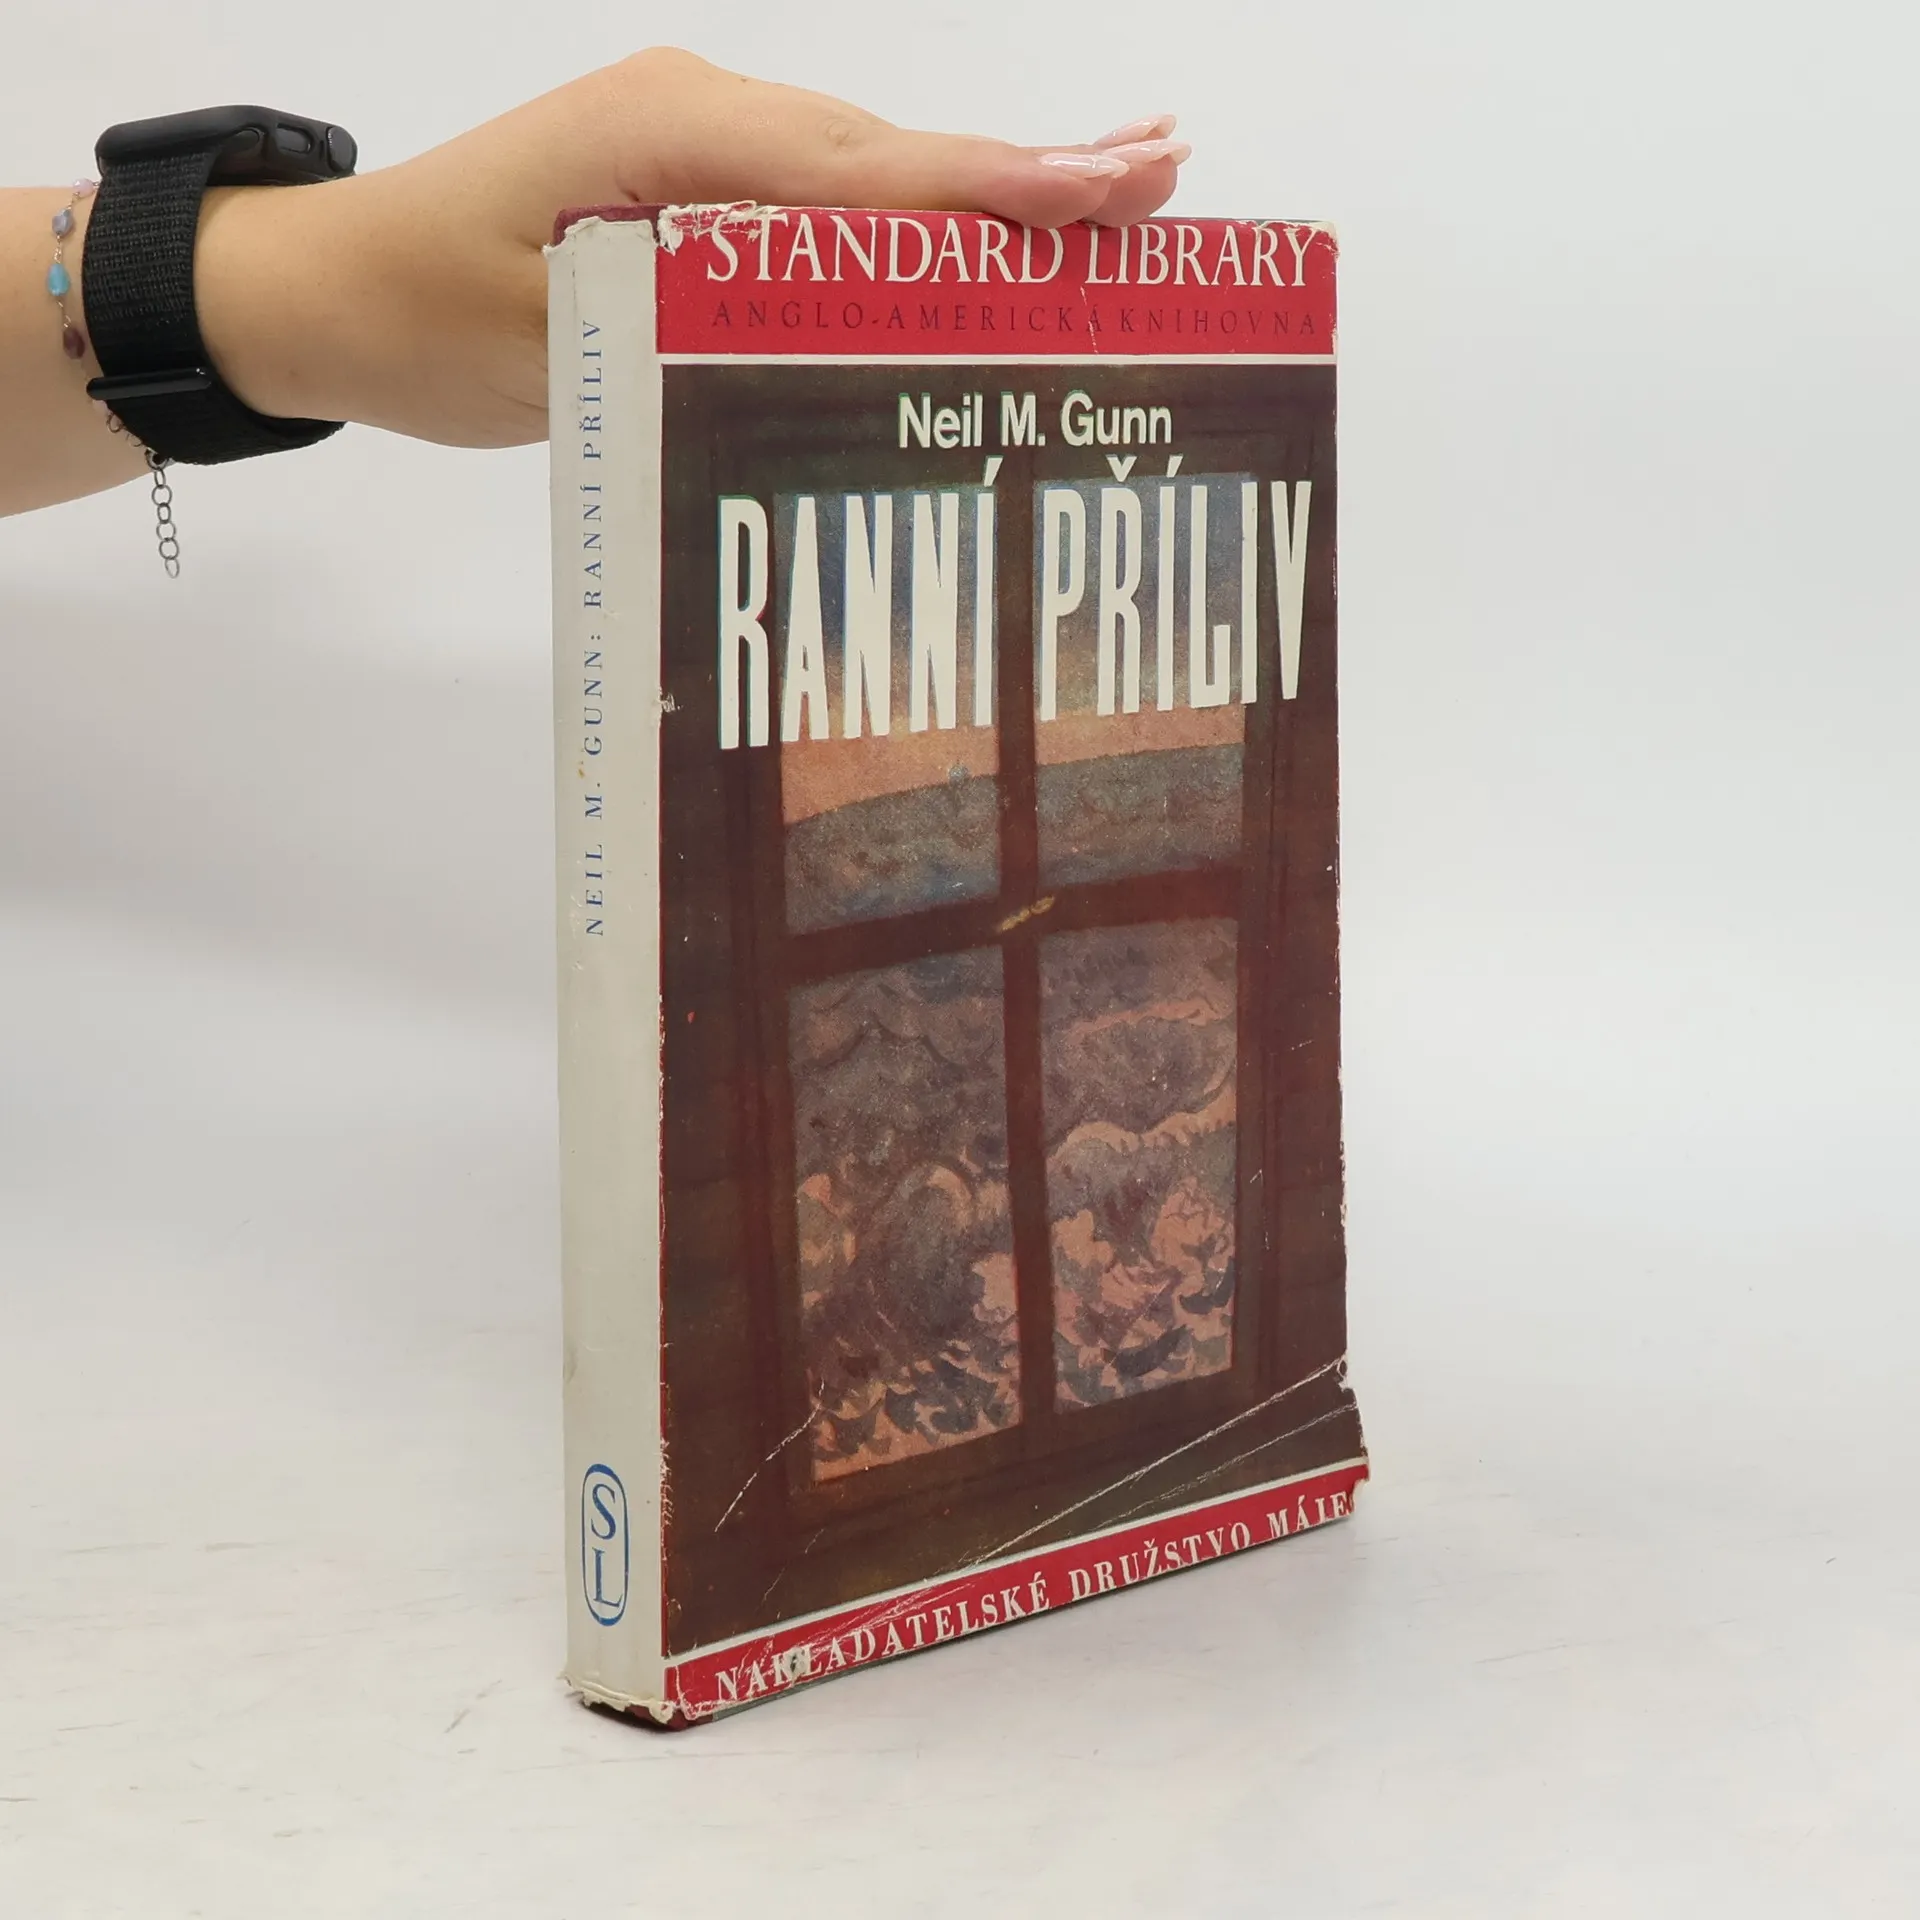 STANDARD LIBRARY
ANGLO-AMERICKÁ KNIHOVNA
Neil M. Gunn
RANNÍ PŘÍLIV
NAKLADATELSKÉ DRUŽSTVO MÁJE
NEIL M. GUNN: RANNÍ PŘÍLIV
SL